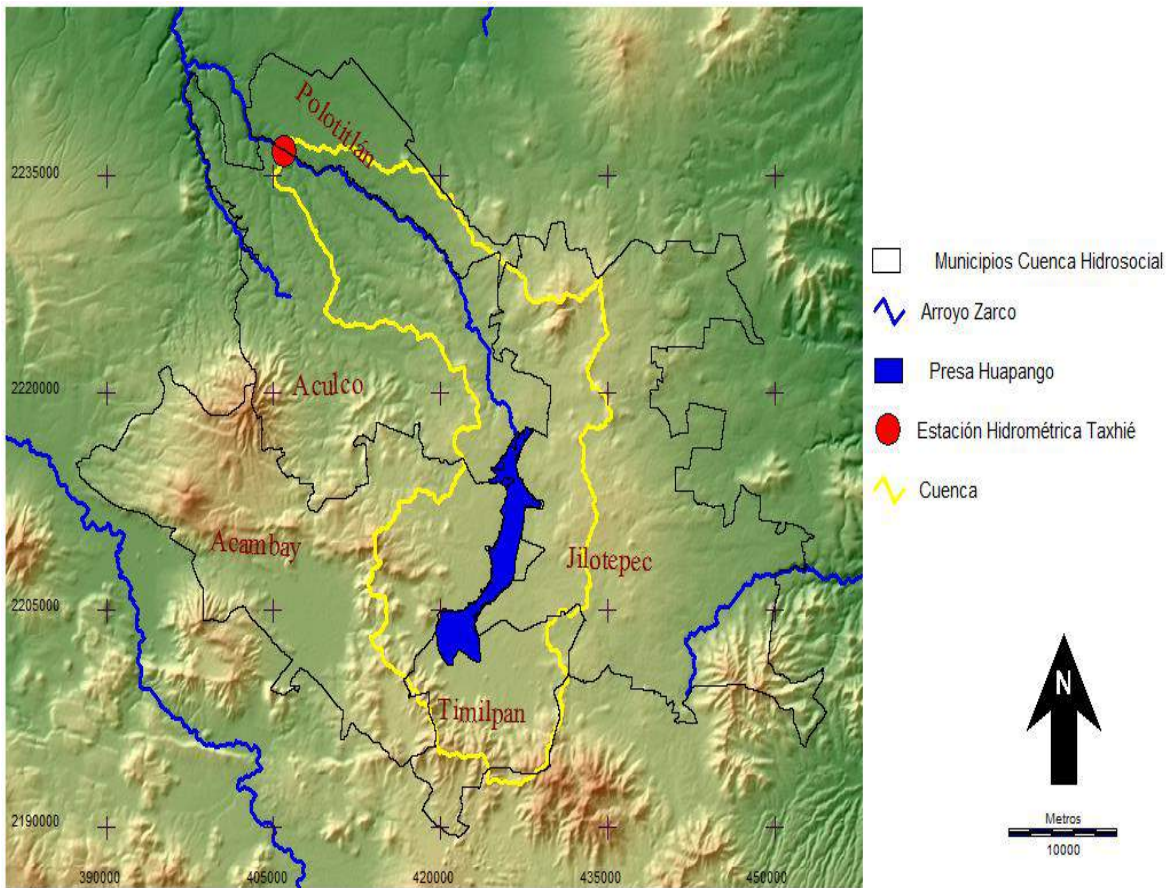 Polotitlán
2235000
Municipios Cuenca Hidrosocial
Arroyo Zarco
Presa Huapango
Estación Hidrométrica Taxhié
Cuenca
Aculco
2220000
Acambay
Jilotepec
2205000
Timilpan
N
Metros
10000
2190000
390000 405000 420000 435000 450000